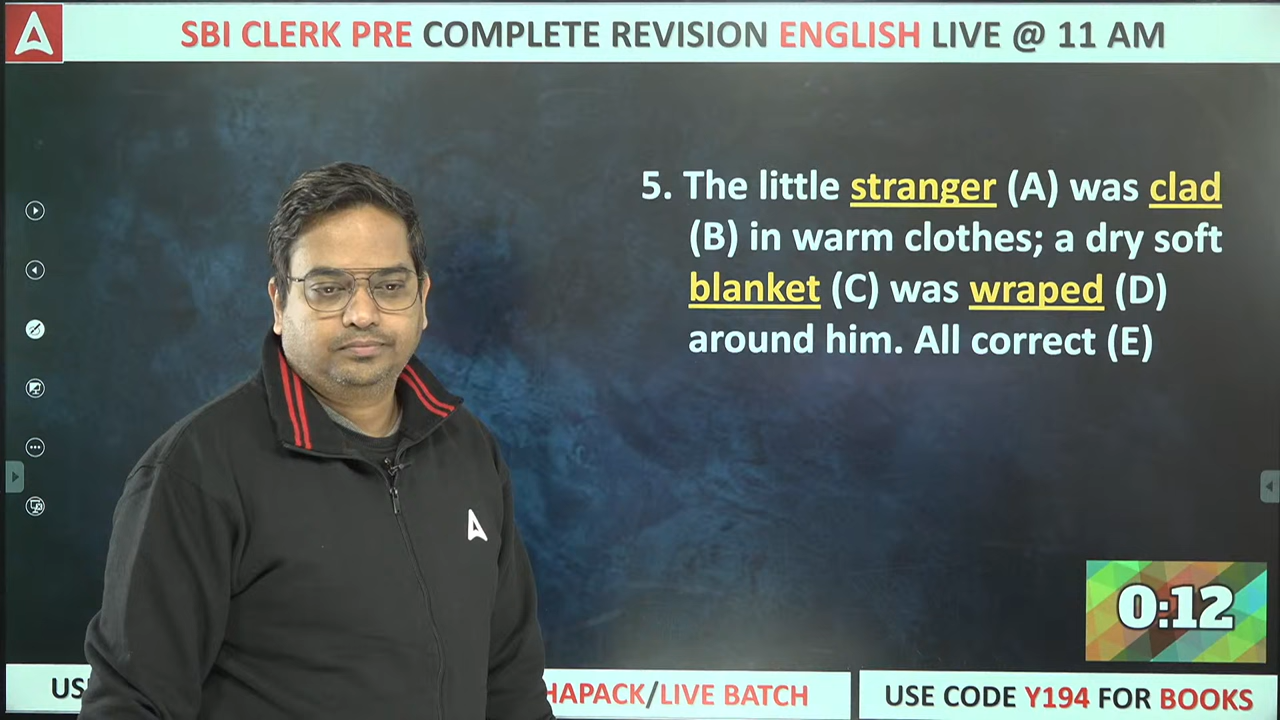 SBI CLERK PRE COMPLETE REVISION ENGLISH LIVE @ 11 AM
5. The little stranger (A) was clad
(B) in warm clothes; a dry soft
blanket (C) was wraped (D)
around him. All correct (E)
0:12
HAPACK/LIVE BATCH
USE CODE Y194 FOR BOOKS